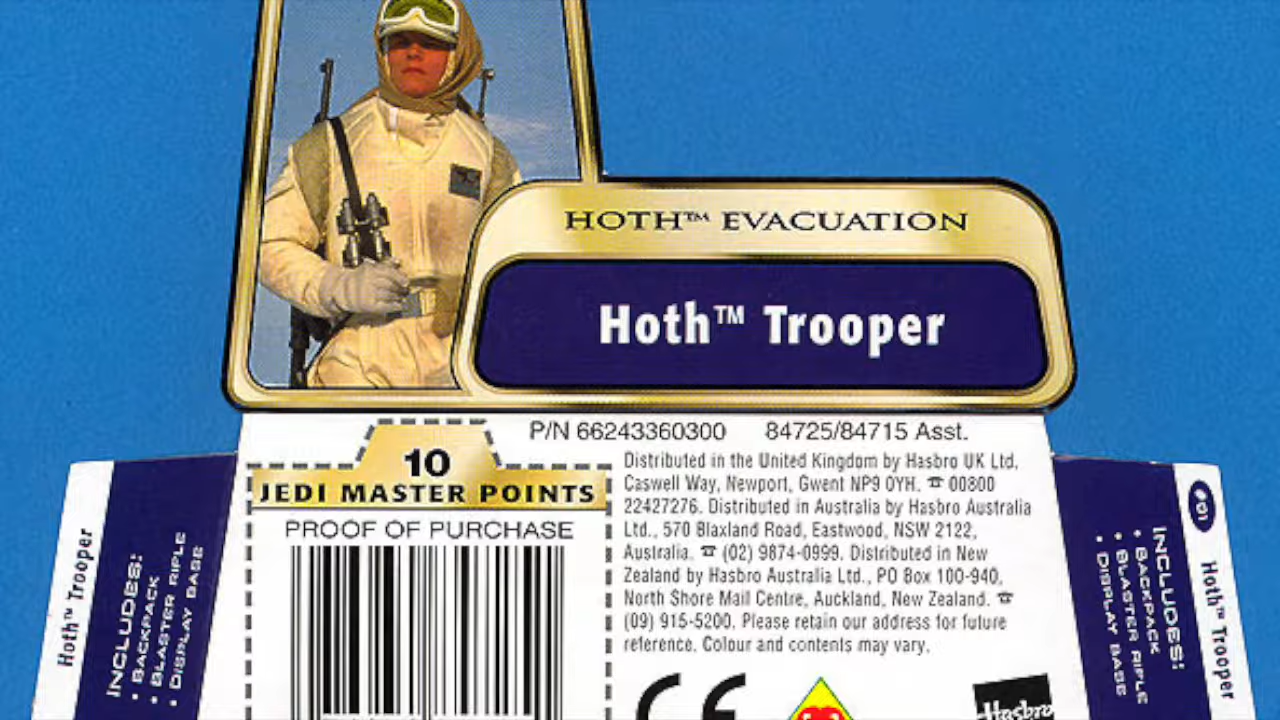 HOTH™ EVACUATION
Hoth™ Trooper
P/N 66243360300 84725/84715 Asst.
10
JEDI MASTER POINTS
PROOF OF PURCHASE
Distributed in the United Kingdom by Hasbro UK Ltd,
Caswell Way, Newport, Gwent NP9 0YH. ☎ 00800
22427276. Distributed in Australia by Hasbro Australia
Ltd., 570 Blaxland Road, Eastwood, NSW 2122,
Australia. ☎ (02) 9874-0999. Distributed in New
Zealand by Hasbro Australia Ltd., PO Box 100-940,
North Shore Mail Centre, Auckland, New Zealand. ☎
(09) 915-5200. Please retain our address for future
reference. Colour and contents may vary.
CE
Hasbro
Hoth™ Trooper
INCLUDES:
• BACKPACK
• BLASTER RIFLE
• DISPLAY BASE
#01
Hoth™ Trooper
INCLUDES:
• BACKPACK
• BLASTER RIFLE
• DISPLAY BASE